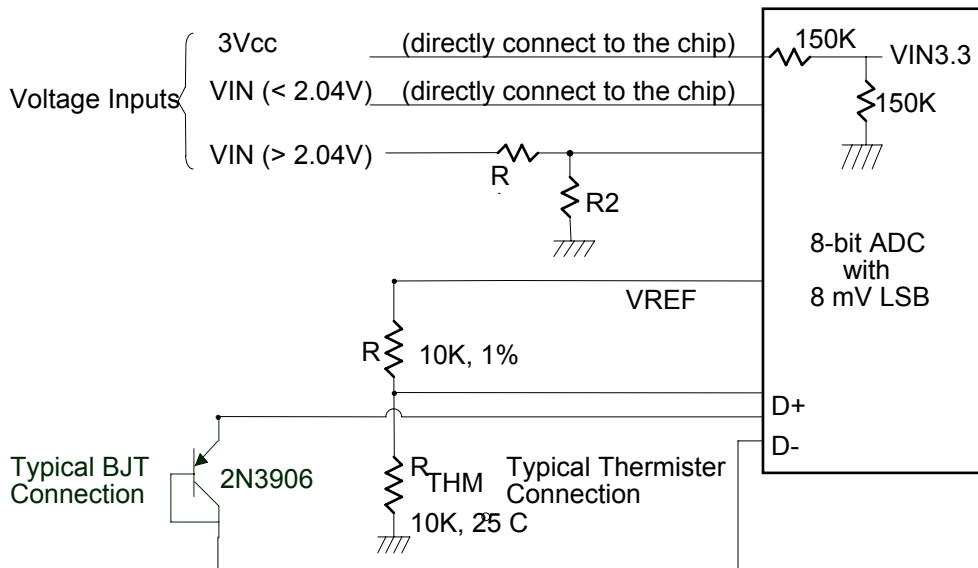 3Vcc
(directly connect to the chip)
150K
VIN3.3
Voltage Inputs
VIN (< 2.04V)
(directly connect to the chip)
150K
VIN (> 2.04V)
R
R2
8-bit ADC
with
8 mV LSB
VREF
R
10K, 1%
D+
D-
Typical BJT
Connection
2N3906
RTHM
10K, 25 C
Typical Thermister
Connection